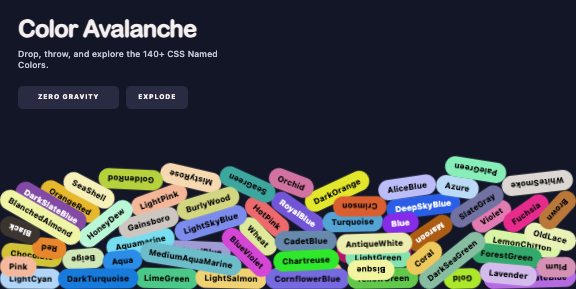 Color Avalanche
Drop, throw, and explore the 140+ CSS Named
Colors.
ZERO GRAVITY
EXPLODE
PaleGreen
MistyRose
GoldenRod
SeaGreen
Orchid
SeaShell
DarkOrange
AliceBlue
Azure
WhiteSmoke
DarkSlateBlue
OrangeRed
LightPink
BurlyWood
RoyalBlue
Crimson
DeepSkyBlue
SlateGray
Violet
Fuchsia
Brown
BlanchedAlmond
HoneyDew
Gainsboro
LightSkyBlue
HotPink
Turquoise
Blue
Maroon
Black
Aquamarine
Wheat
CadetBlue
AntiqueWhite
OldLace
LemonChiffon
Red
Beige
Aqua
MediumAquaMarine
BlueViolet
Chartreuse
LightGreen
Coral
DarkSeaGreen
ForestGreen
Pink
Bisque
Lavender
Plum
LightCyan
DarkTurquoise
LimeGreen
LightSalmon
CornflowerBlue
Gold